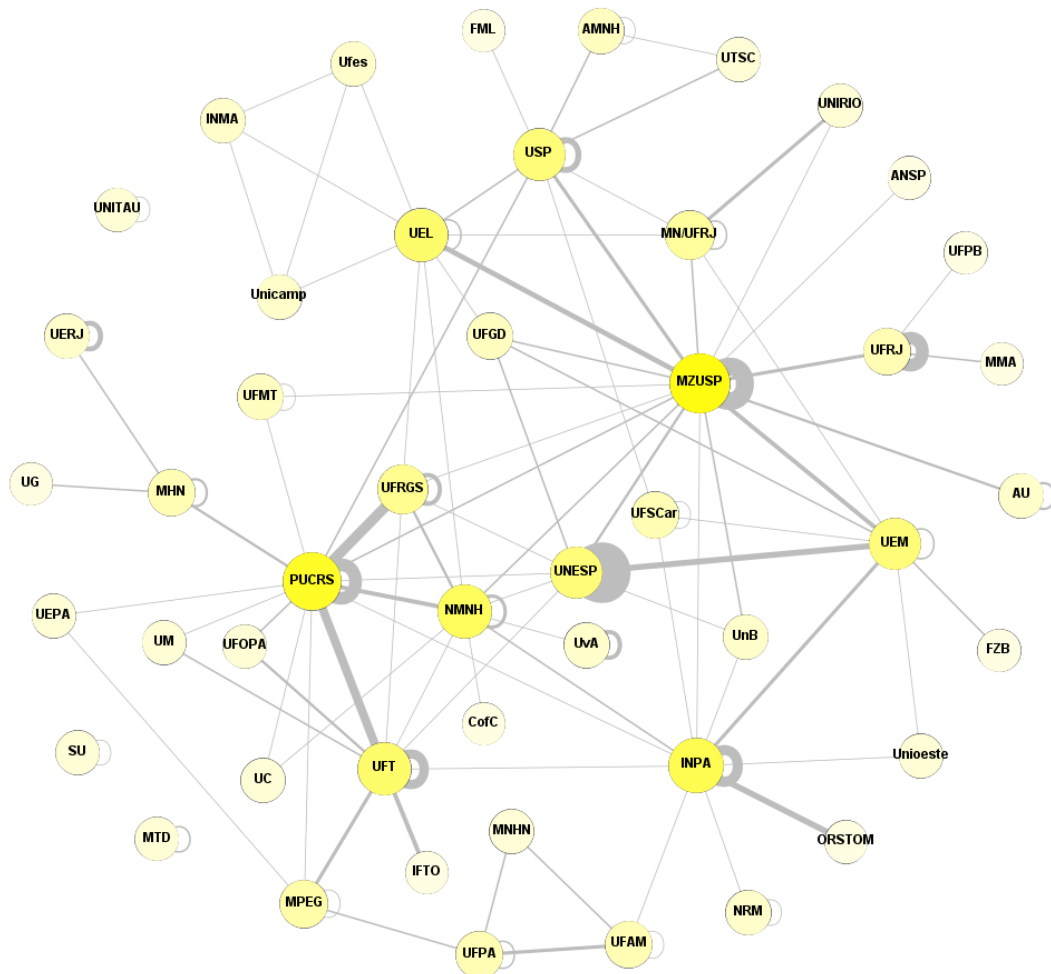 FML
AMNH
UTSC
Ufes
UNIRIO
INMA
USP
ANSP
UNITAU
UEL
MN/UFRJ
UFPB
Unicamp
UERJ
UFGD
UFRJ
MMA
MZUSP
UFMT
UG
MHN
UFRGS
AU
UFSCar
UEM
PUCRS
UNESP
NMNH
UEPA
UM
UFOPA
UvA
UnB
FZB
CofC
SU
UC
UFT
INPA
Unioeste
MTD
MNHN
ORSTOM
IFTO
MPEG
NRM
UFPA
UFAM